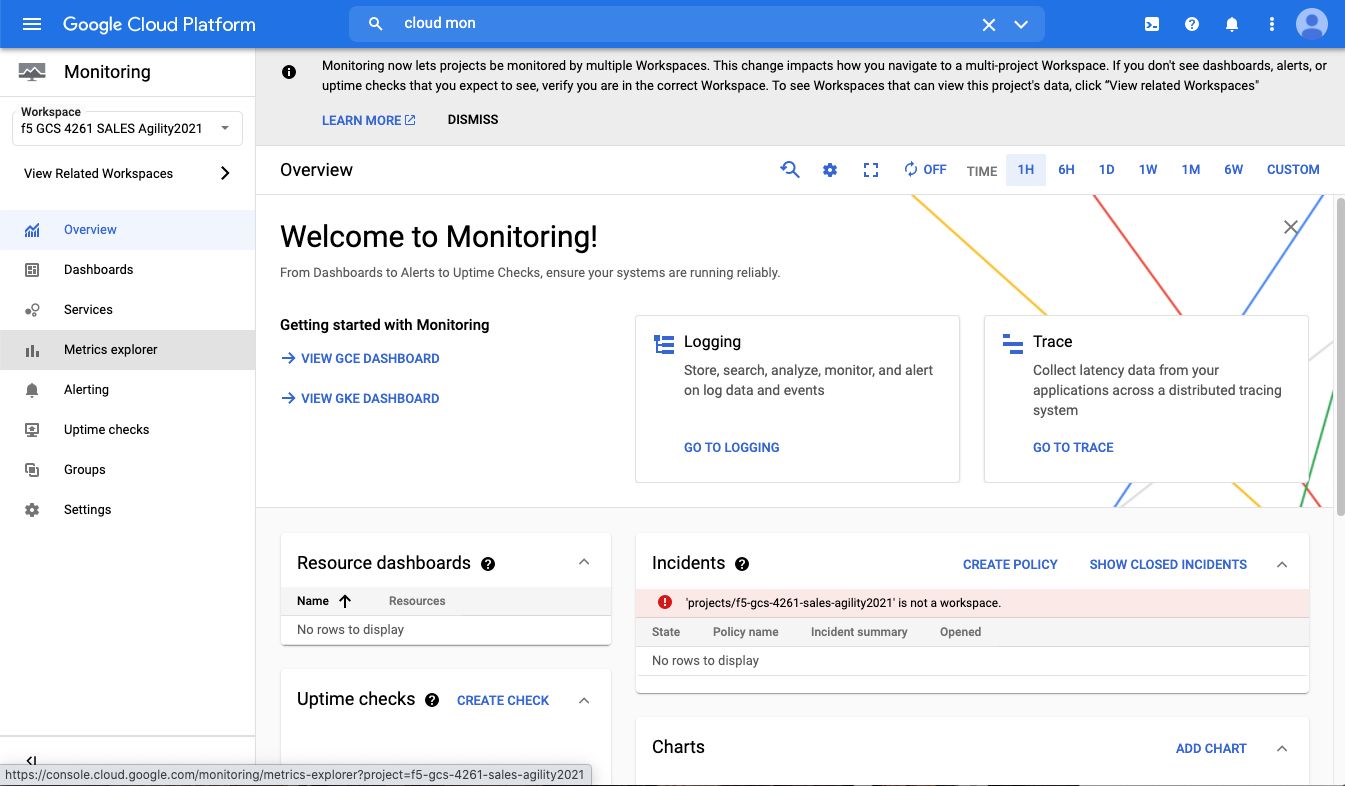 Google Cloud Platform
cloud mon
Monitoring
Workspace
f5 GCS 4261 SALES Agility2021
View Related Workspaces
Overview
Dashboards
Services
Metrics explorer
Alerting
Uptime checks
Groups
Settings
Monitoring now lets projects be monitored by multiple Workspaces. This change impacts how you navigate to a multi-project Workspace. If you don't see dashboards, alerts, or
uptime checks that you expect to see, verify you are in the correct Workspace. To see Workspaces that can view this project's data, click "View related Workspaces"
LEARN MORE DISMISS
Overview OFF TIME 1H 6H 1D 1W 1M 6W CUSTOM
Welcome to Monitoring!
From Dashboards to Alerts to Uptime Checks, ensure your systems are running reliably.
Getting started with Monitoring
VIEW GCE DASHBOARD
VIEW GKE DASHBOARD
Logging
Store, search, analyze, monitor, and alert
on log data and events
GO TO LOGGING
Trace
Collect latency data from your
applications across a distributed tracing
system
GO TO TRACE
Resource dashboards
Name Resources
No rows to display
Uptime checks CREATE CHECK
Incidents CREATE POLICY SHOW CLOSED INCIDENTS
'projects/f5-gcs-4261-sales-agility2021' is not a workspace.
State Policy name Incident summary Opened
No rows to display
Charts ADD CHART
https://console.cloud.google.com/monitoring/metrics-explorer?project=f5-gcs-4261-sales-agility2021